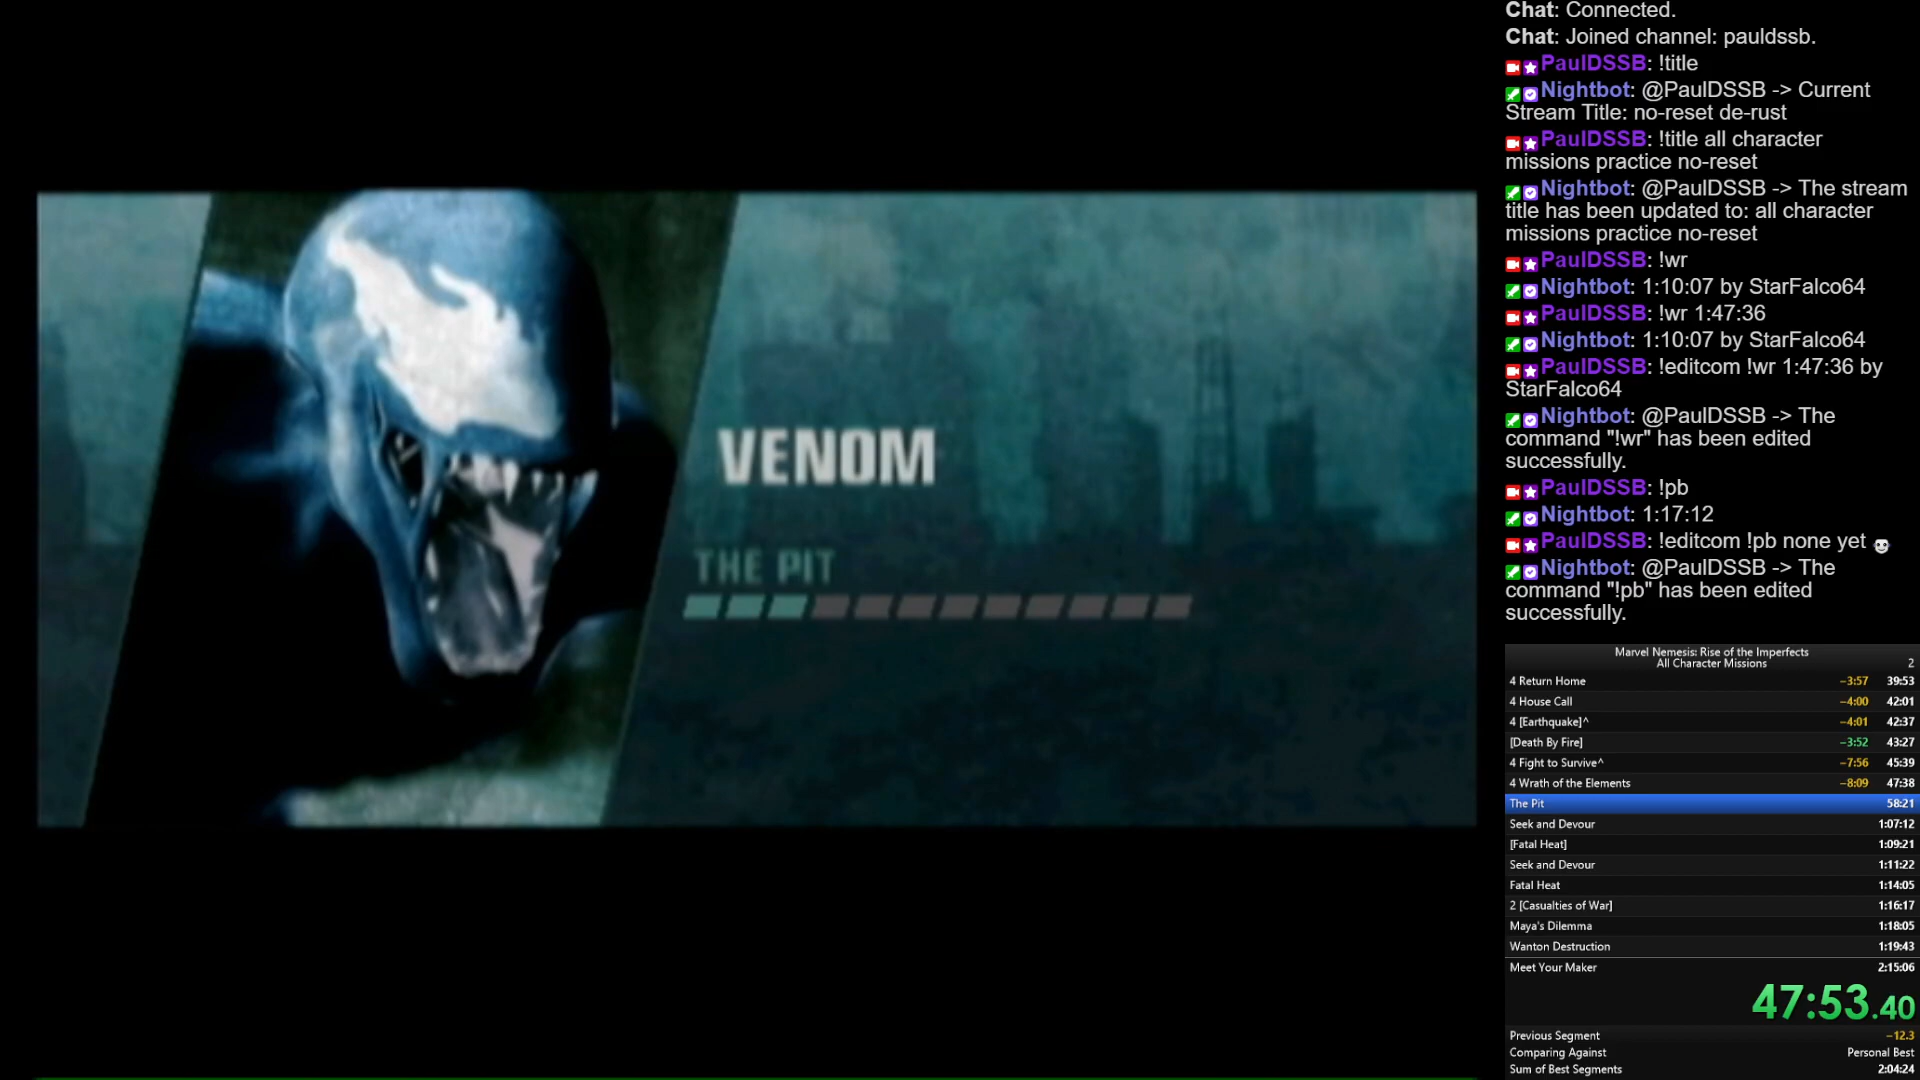 VENOM
THE PIT
Chat: Connected.
Chat: Joined channel: pauldssb.
PaulDSSB: !title
Nightbot: @PaulDSSB -> Current
Stream Title: no-reset de-rust
PaulDSSB: !title all character
missions practice no-reset
Nightbot: @PaulDSSB -> The stream
title has been updated to: all character
missions practice no-reset
PaulDSSB: !wr
Nightbot: 1:10:07 by StarFalco64
PaulDSSB: !wr 1:47:36
Nightbot: 1:10:07 by StarFalco64
PaulDSSB: !editcom !wr 1:47:36 by
StarFalco64
Nightbot: @PaulDSSB -> The
command "!wr" has been edited
successfully.
PaulDSSB: !pb
Nightbot: 1:17:12
PaulDSSB: !editcom !pb none yet
Nightbot: @PaulDSSB -> The
command "!pb" has been edited
successfully.
Marvel Nemesis: Rise of the Imperfects
All Character Missions 2
4 Return Home −3:57 39:53
4 House Call −4:00 42:01
4 [Earthquake]^ −4:01 42:37
[Death By Fire] −3:52 43:27
4 Fight to Survive^ −7:56 45:39
4 Wrath of the Elements −8:09 47:38
The Pit 58:21
Seek and Devour 1:07:12
[Fatal Heat] 1:09:21
Seek and Devour 1:11:22
Fatal Heat 1:14:05
2 [Casualties of War] 1:16:17
Maya's Dilemma 1:18:05
Wanton Destruction 1:19:43
Meet Your Maker 2:15:06
47:53.40
Previous Segment −12.3
Comparing Against Personal Best
Sum of Best Segments 2:04:24